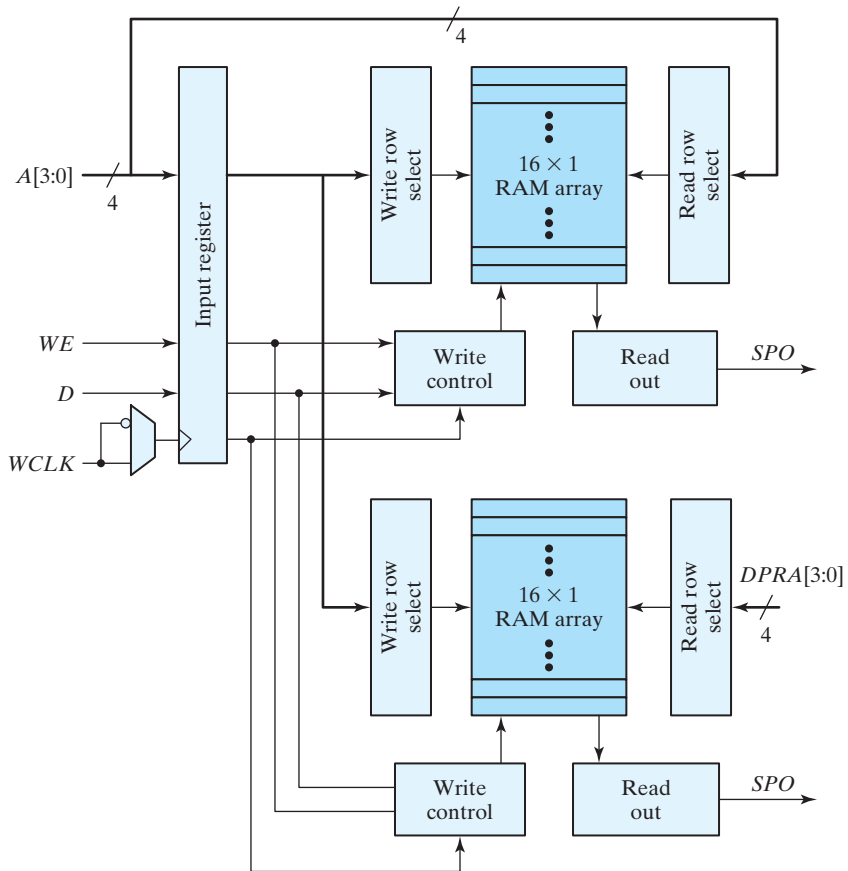 4
A[3:0]
4
Input register
Write row
select
16 × 1
RAM array
Read row
select
WE
D
WCLK
Write
control
Read
out
SPO
Write row
select
16 × 1
RAM array
Read row
select
DPRA[3:0]
4
Write
control
Read
out
SPO